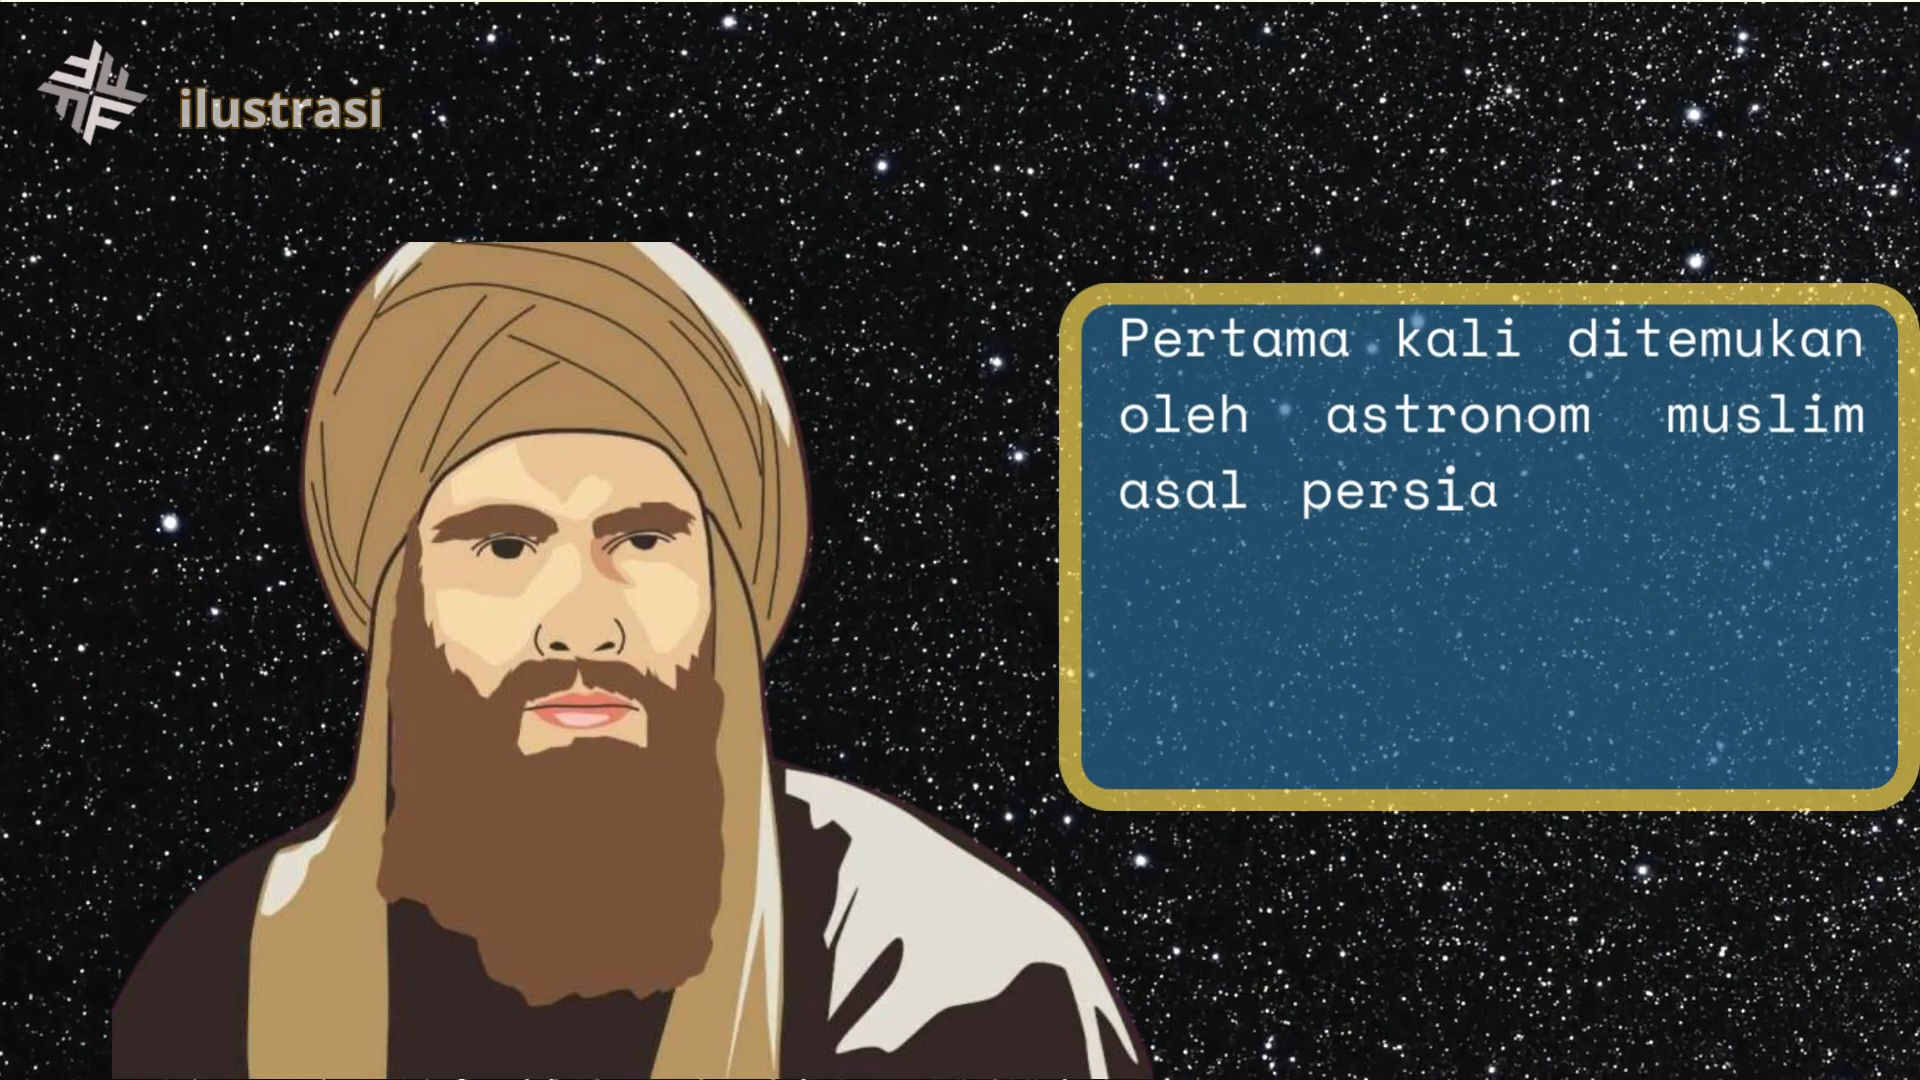 ilustrasi
Pertama kali ditemukan
oleh astronom muslim
asal persia